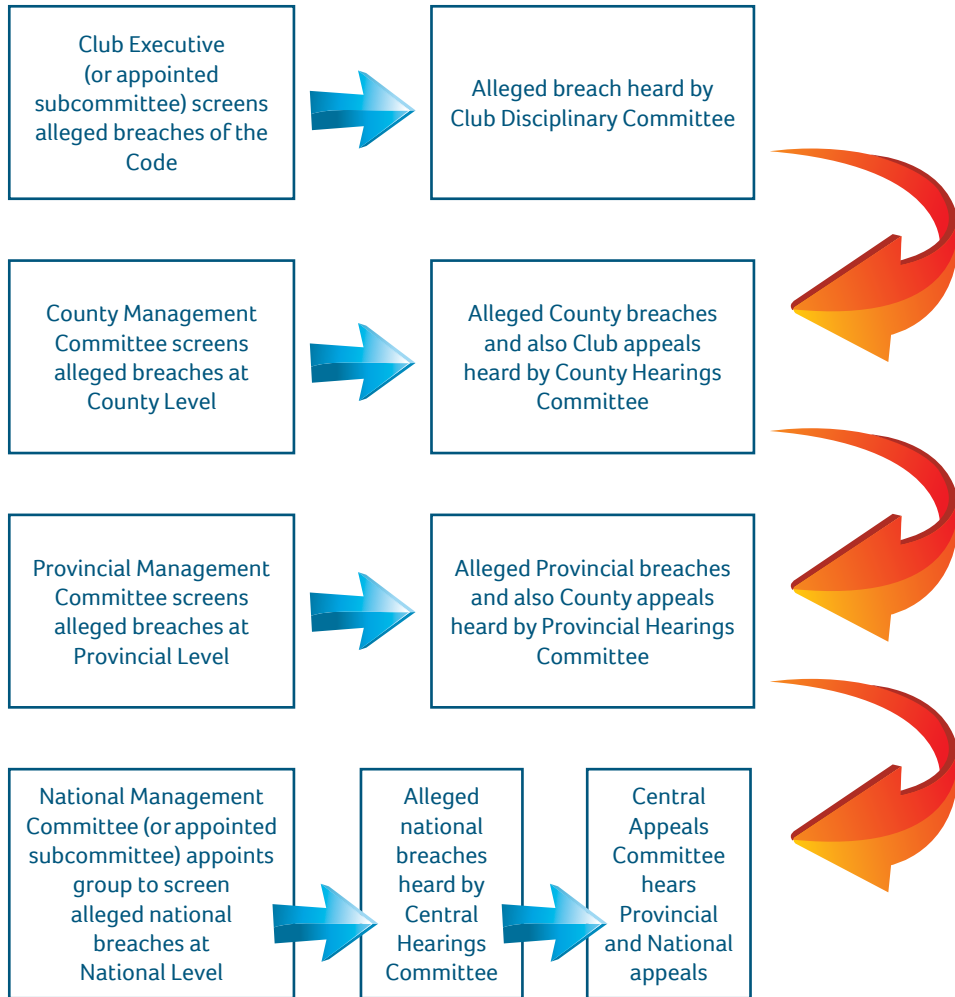 Club Executive
(or appointed
subcommittee) screens
alleged breaches of the
Code
Alleged breach heard by
Club Disciplinary Committee
County Management
Committee screens
alleged breaches at
County Level
Alleged County breaches
and also Club appeals
heard by County Hearings
Committee
Provincial Management
Committee screens
alleged breaches at
Provincial Level
Alleged Provincial breaches
and also County appeals
heard by Provincial Hearings
Committee
National Management
Committee (or appointed
subcommittee) appoints
group to screen
alleged national
breaches at
National Level
Alleged
national
breaches
heard by
Central
Hearings
Committee
Central
Appeals
Committee
hears
Provincial
and National
appeals